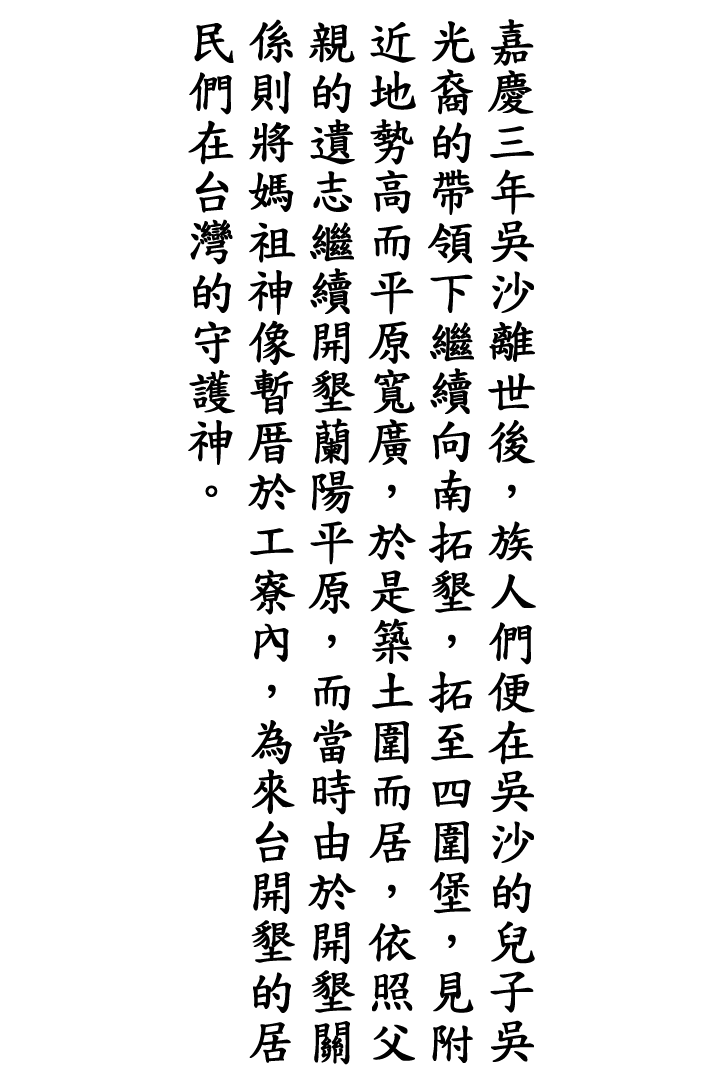 嘉慶三年吳沙離世後，族人們便在吳沙的兒子吳
光裔的帶領下繼續向南拓墾，拓至四圍堡，見附
近地勢高而平原寬廣，於是築土圍而居，依照父
親的遺志繼續開墾蘭陽平原，而當時由於開墾關
係則將媽祖神像暫厝於工寮內，為來台開墾的居
民們在台灣的守護神。